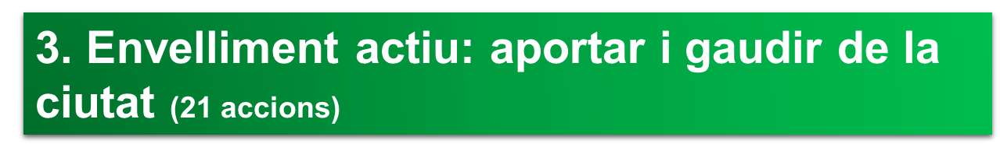 3. Envelliment actiu: aportar i gaudir de la
ciutat (21 accions)